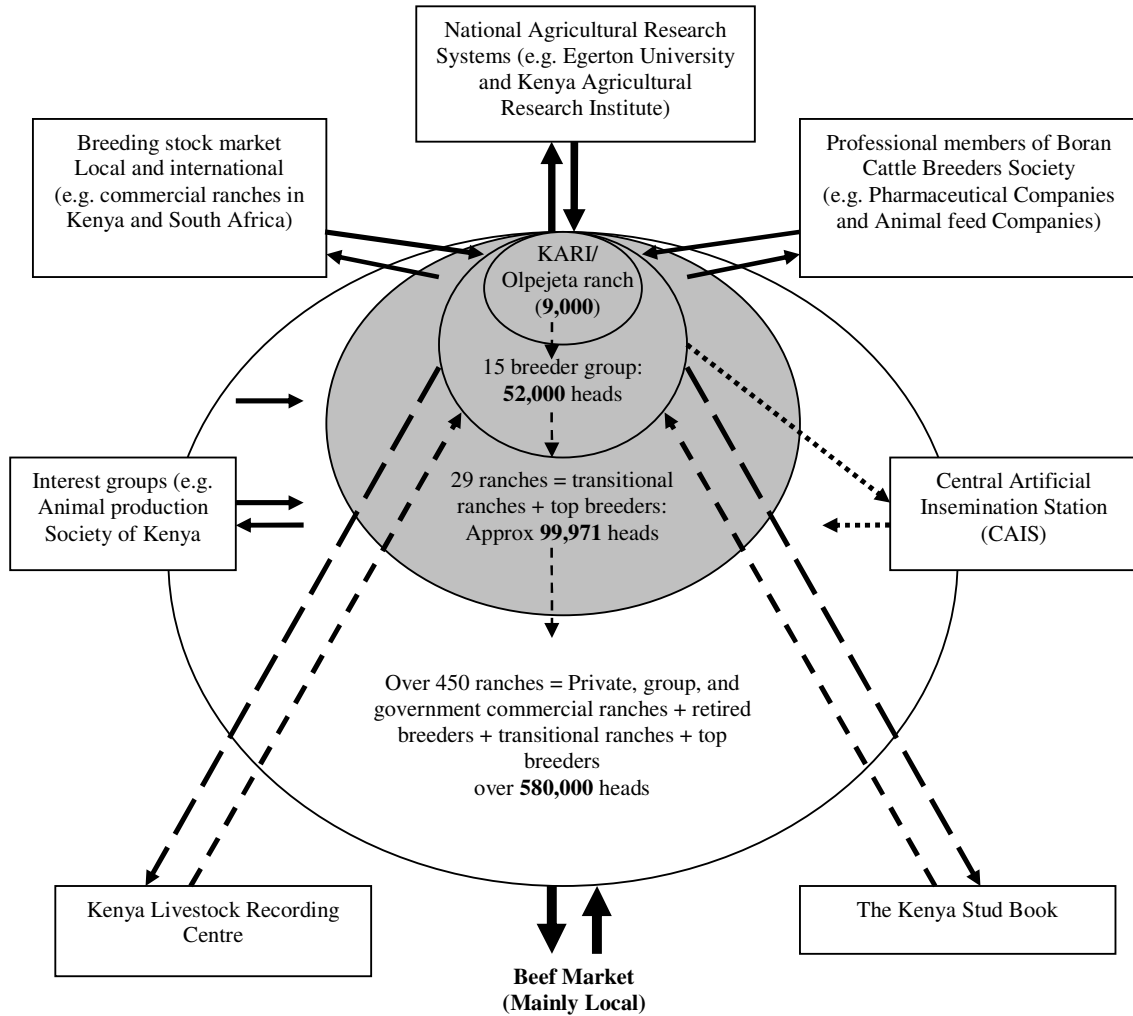 National Agricultural Research
Systems (e.g. Egerton University
and Kenya Agricultural
Research Institute)
Breeding stock market
Local and international
(e.g. commercial ranches in
Kenya and South Africa)
Professional members of Boran
Cattle Breeders Society
(e.g. Pharmaceutical Companies
and Animal feed Companies)
KARI/
Olpejeta ranch
(9,000)
15 breeder group:
52,000 heads
Interest groups (e.g.
Animal production
Society of Kenya
29 ranches = transitional
ranches + top breeders:
Approx 99,971 heads
Central Artificial
Insemination Station
(CAIS)
Over 450 ranches = Private, group, and
government commercial ranches + retired
breeders + transitional ranches + top
breeders
over 580,000 heads
Kenya Livestock Recording
Centre
The Kenya Stud Book
Beef Market
(Mainly Local)